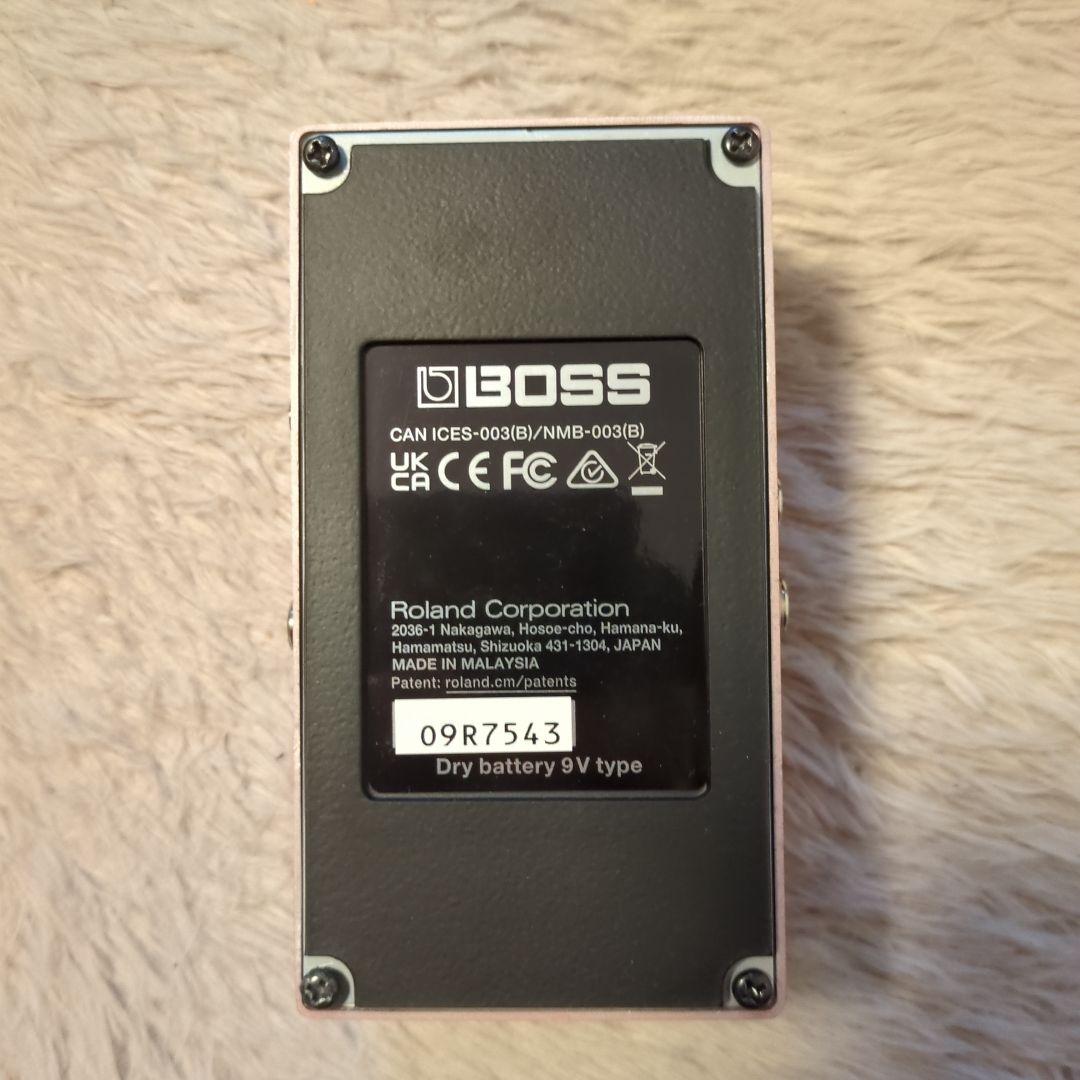 BOSS
CAN ICES-003(B)/NMB-003(B)
UK
CA CE FC
Roland Corporation
2036-1 Nakagawa, Hosoe-cho, Hamana-ku,
Hamamatsu, Shizuoka 431-1304, JAPAN
MADE IN MALAYSIA
Patent: roland.cm/patents
09R7543
Dry battery 9V type